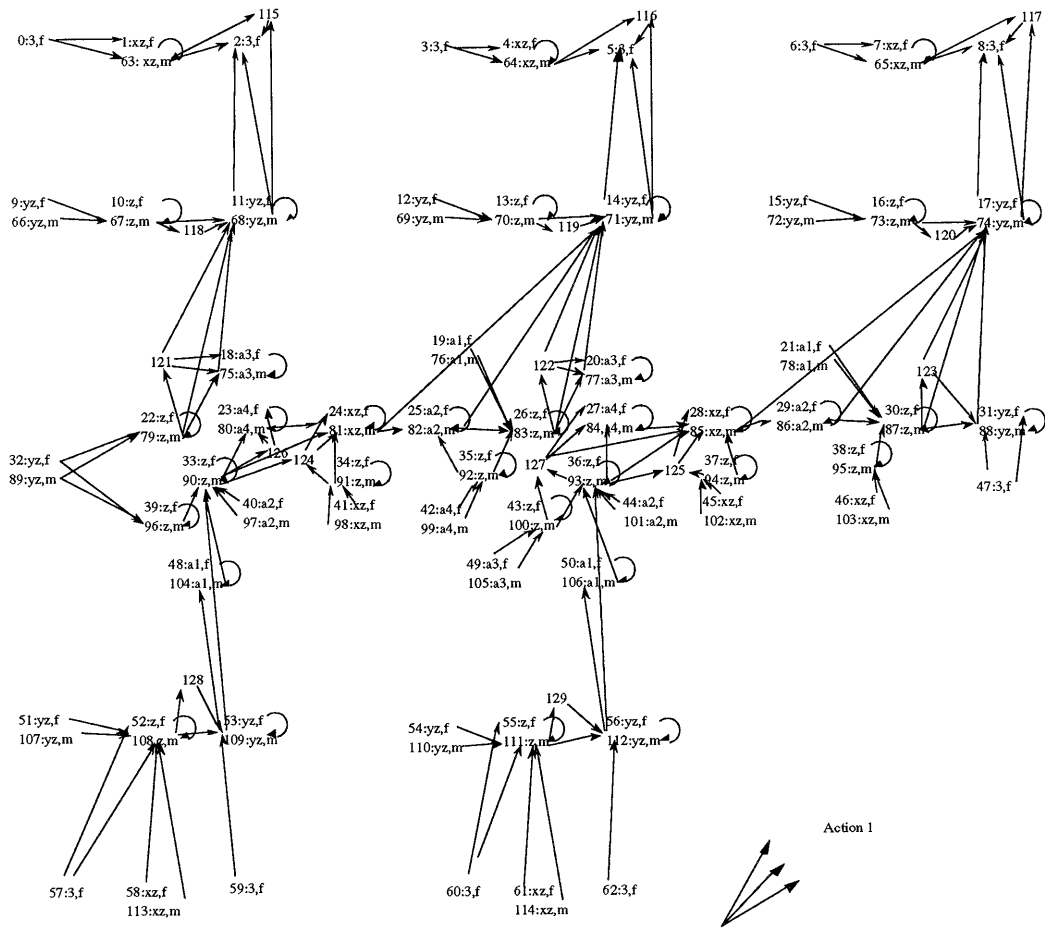 115
116
117
0:3,f
1:xz,f
63: xz,m
2:3,f
3:3,f
4:xz,f
64:xz,m
5:3,f
6:3,f
7:xz,f
65:xz,m
8:3,f
9:yz,f
66:yz,m
10:z,f
67:z,m
118
11:yz,f
68:yz,m
12:yz,f
69:yz,m
13:z,f
70:z,m
119
14:yz,f
71:yz,m
15:yz,f
72:yz,m
16:z,f
73:z,m
120
17:yz,f
74:yz,m
121
18:a3,f
75:a3,m
19:a1,f
76:a1,m
122
20:a3,f
77:a3,m
21:a1,f
78:a1,m
123
22:z,f
79:z,m
23:a4,f
80:a4,m
24:xz,f
81:xz,m
25:a2,f
82:a2,m
26:z,f
83:z,m
27:a4,f
84,a4,m
28:xz,f
85:xz,m
29:a2,f
86:a2,m
30:z,f
87:z,m
31:yz,f
88:yz,m
32:yz,f
89:yz,m
33:z,f
90:z,m
126
124
34:z,f
91:z,m
35:z,f
92:z,m
127
36:z,f
93:z,m
125
37:z,f
94:z,m
38:z,f
95:z,m
47:3,f
39:z,f
96:z,m
40:a2,f
97:a2,m
41:xz,f
98:xz,m
42:a4,f
99:a4,m
43:z,f
100:z,m
44:a2,f
101:a2,m
45:xz,f
102:xz,m
46:xz,f
103:xz,m
48:a1,f
104:a1,m
49:a3,f
105:a3,m
50:a1,f
106:a1,m
128
129
51:yz,f
107:yz,m
52:z,f
108,z,m
53:yz,f
109:yz,m
54:yz,f
110:yz,m
55:z,f
111:z,m
56:yz,f
112:yz,m
Action 1
57:3,f
58:xz,f
113:xz,m
59:3,f
60:3,f
61:xz,f
114:xz,m
62:3,f